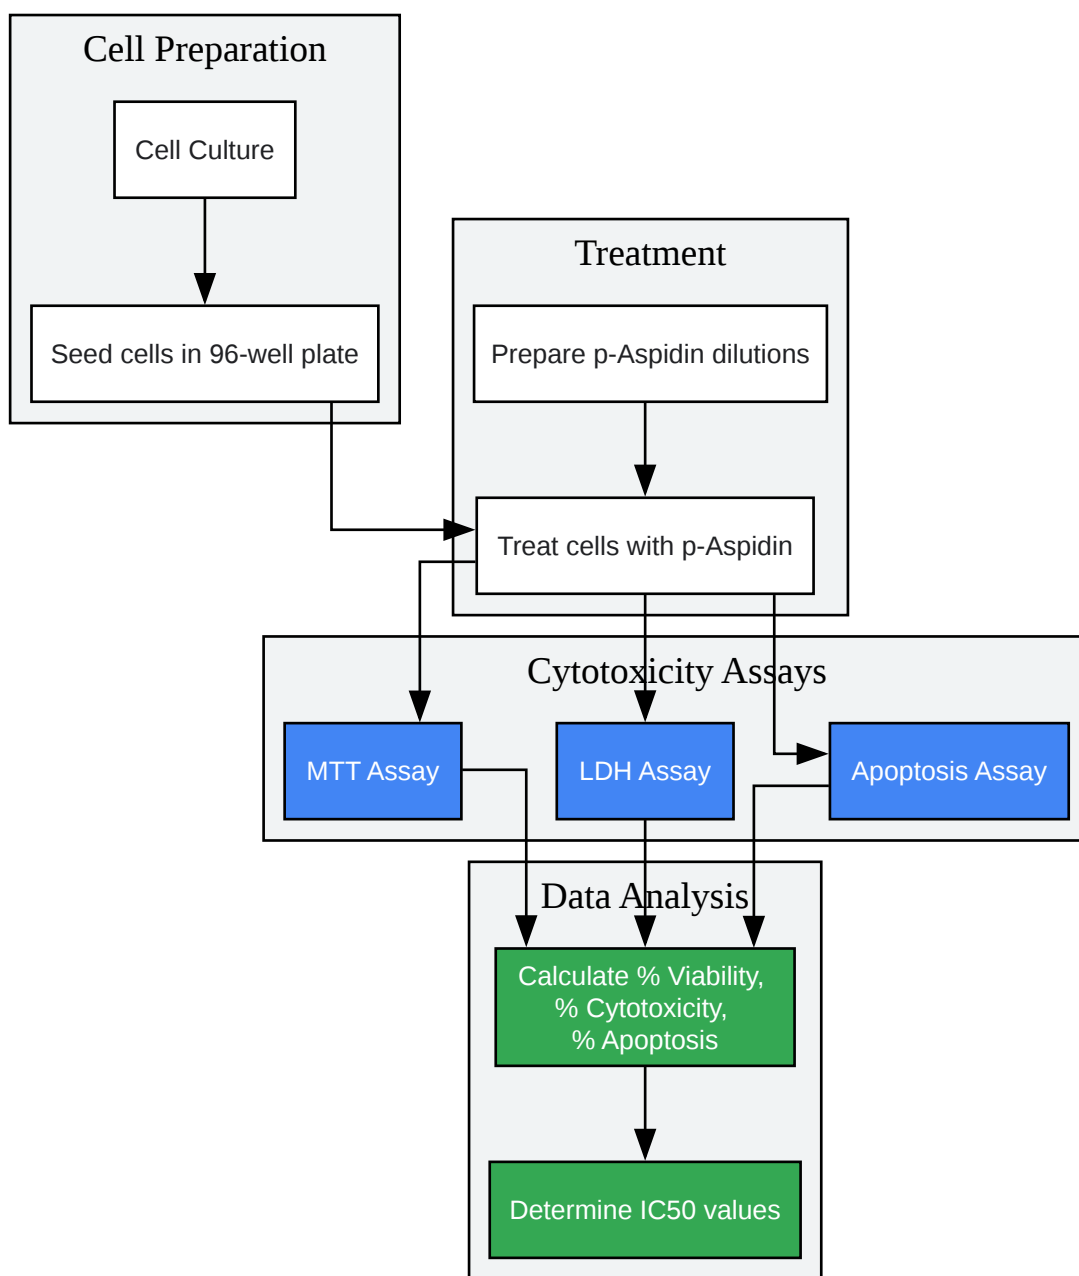 Cell Preparation
Cell Culture
Seed cells in 96-well plate
Treatment
Prepare p-Aspidin dilutions
Treat cells with p-Aspidin
Cytotoxicity Assays
MTT Assay
LDH Assay
Apoptosis Assay
Data Analysis
Calculate % Viability,
% Cytotoxicity,
% Apoptosis
Determine IC50 values